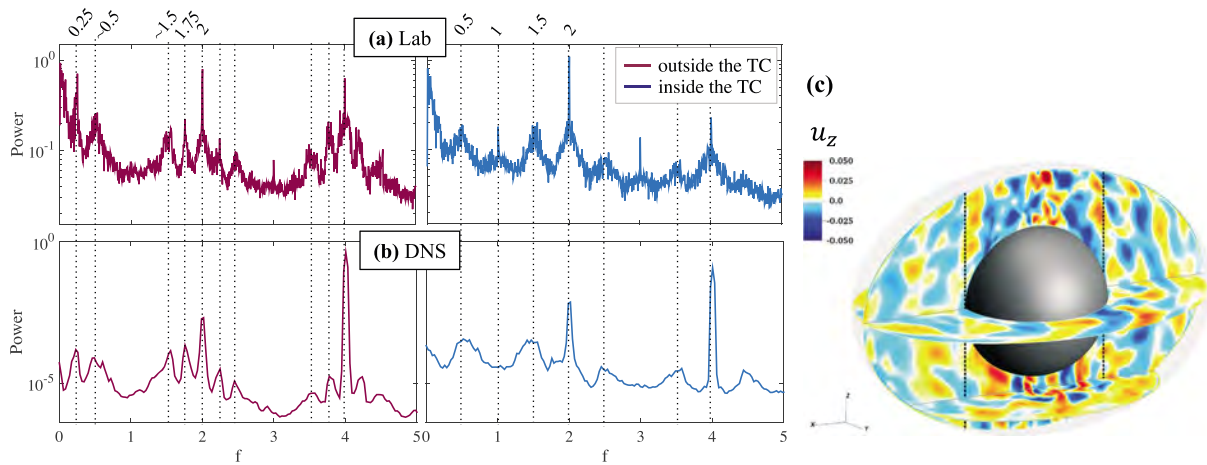 0.25
~0.5
~1.5
1.75
2
0.5
1
1.5
2
(a) Lab
outside the TC
inside the TC
(c)
10^0
10^-1
Power
u_z
0.050
0.025
0.0
-0.025
-0.050
(b) DNS
10^0
10^-5
Power
0 1 2 3 4 5
0 1 2 3 4 5
f f
X Z Y